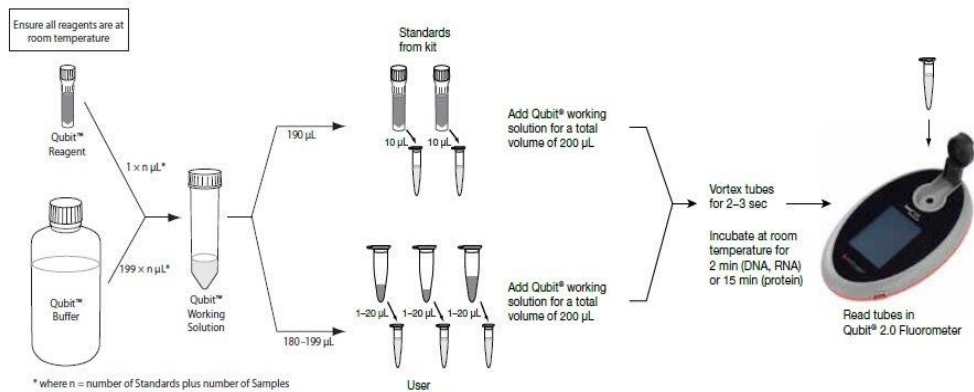 Ensure all reagents are at
room temperature
Qubit™
Reagent
1 × n µL*
Qubit™
Buffer
199 × n µL*
Qubit™
Working
Solution
190 µL
180–199 µL
Standards
from kit
10 µL
10 µL
Add Qubit® working
solution for a total
volume of 200 µL
1–20 µL
1–20 µL
1–20 µL
Add Qubit® working
solution for a total
volume of 200 µL
User
Vortex tubes
for 2–3 sec
Incubate at room
temperature for
2 min (DNA, RNA)
or 15 min (protein)
Read tubes in
Qubit® 2.0 Fluorometer
* where n = number of Standards plus number of Samples